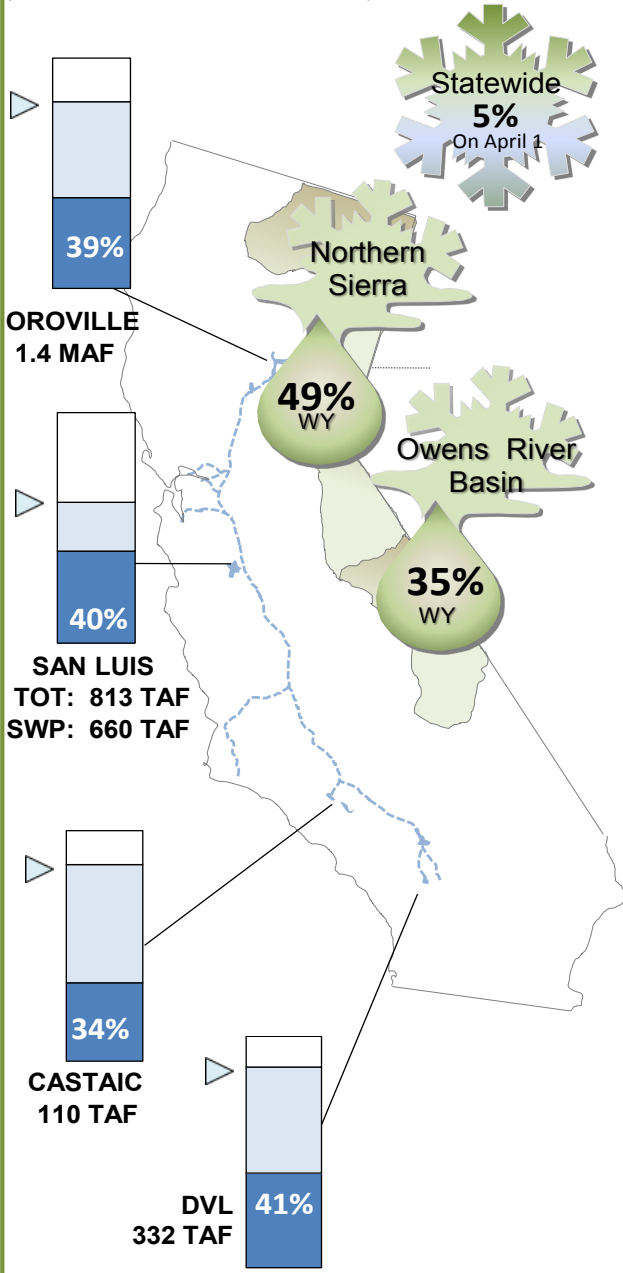 Statewide
5%
On April 1
39%
OROVILLE
1.4 MAF
Northern
Sierra
49%
WY
Owens River
Basin
35%
WY
40%
SAN LUIS
TOT: 813 TAF
SWP: 660 TAF
34%
CASTAIC
110 TAF
41%
DVL
332 TAF